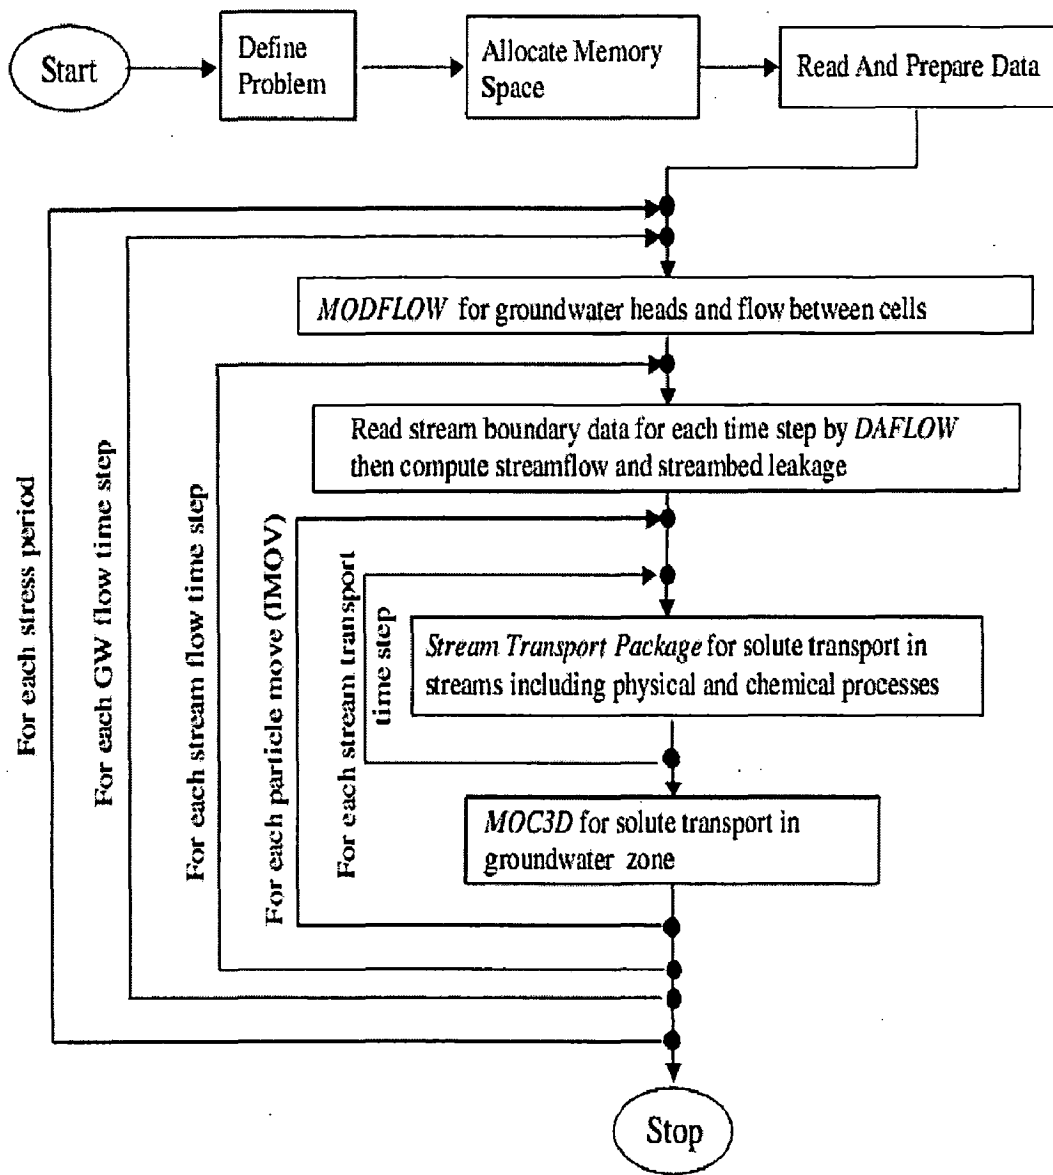 Start
Define
Problem
Allocate Memory
Space
Read And Prepare Data
MODFLOW for groundwater heads and flow between cells
Read stream boundary data for each time step by DAFLOW
then compute streamflow and streambed leakage
Stream Transport Package for solute transport in
streams including physical and chemical processes
MOC3D for solute transport in
groundwater zone
For each stress period
For each GW flow time step
For each stream flow time step
For each particle move (IMOV)
For each stream transport
time step
Stop